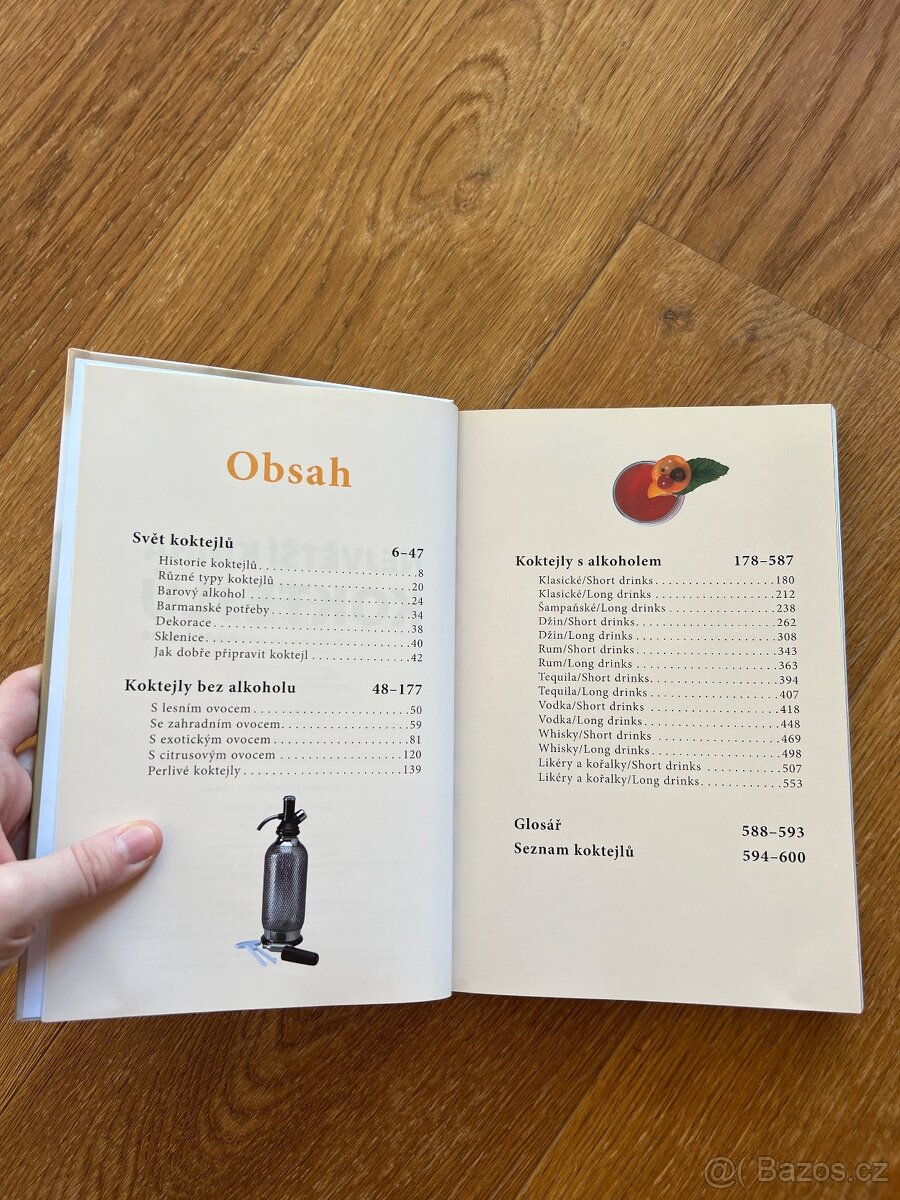 Obsah
Svět koktejlů 6–47
Historie koktejlů........................8
Různé typy koktejlů ....................20
Barový alkohol ........................24
Barmanské potřeby......................34
Dekorace..............................38
Sklenice...............................40
Jak dobře připravit koktejl...............42
Koktejly bez alkoholu 48–177
S lesním ovocem........................50
Se zahradním ovocem....................59
S exotickým ovocem .....................81
S citrusovým ovocem ...................120
Perlivé koktejly.......................139
Koktejly s alkoholem 178–587
Klasické/Short drinks...................180
Klasické/Long drinks ...................212
Šampaňské/Long drinks .................238
Džin/Short drinks......................262
Džin/Long drinks ......................308
Rum/Short drinks......................343
Rum/Long drinks ......................363
Tequila/Short drinks....................394
Tequila/Long drinks ....................407
Vodka/Short drinks ....................418
Vodka/Long drinks.....................448
Whisky/Short drinks ...................469
Whisky/Long drinks....................498
Likéry a kořalky/Short drinks ............507
Likéry a kořalky/Long drinks.............553
Glosář 588–593
Seznam koktejlů 594–600
@( Bazos.cz